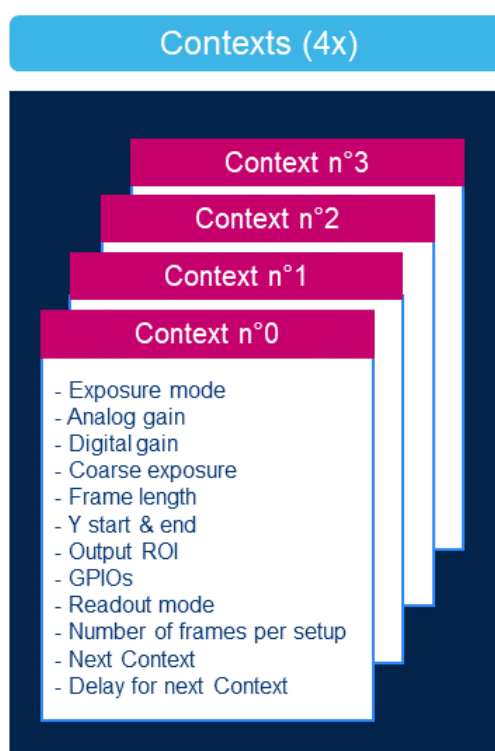 Contexts (4x)
Context n°3
Context n°2
Context n°1
Context n°0
- Exposure mode
- Analog gain
- Digital gain
- Coarse exposure
- Frame length
- Y start & end
- Output ROI
- GPIOs
- Readout mode
- Number of frames per setup
- Next Context
- Delay for next Context